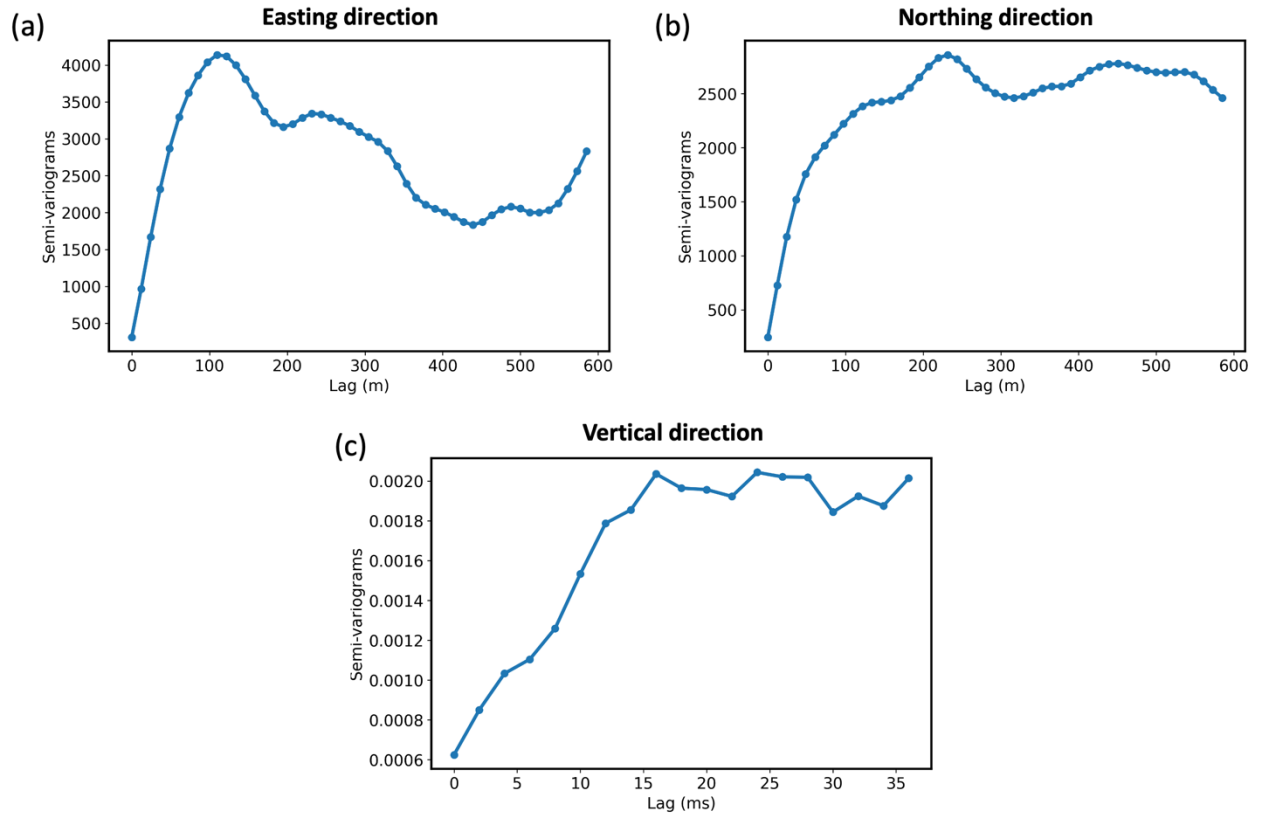 (a)
Easting direction
4000
3500
3000
2500
2000
1500
1000
500
Semi-variograms
0 100 200 300 400 500 600
Lag (m)
(b)
Northing direction
2500
2000
1500
1000
500
Semi-variograms
0 100 200 300 400 500 600
Lag (m)
(c)
Vertical direction
0.0020
0.0018
0.0016
0.0014
0.0012
0.0010
0.0008
0.0006
Semi-variograms
0 5 10 15 20 25 30 35
Lag (ms)